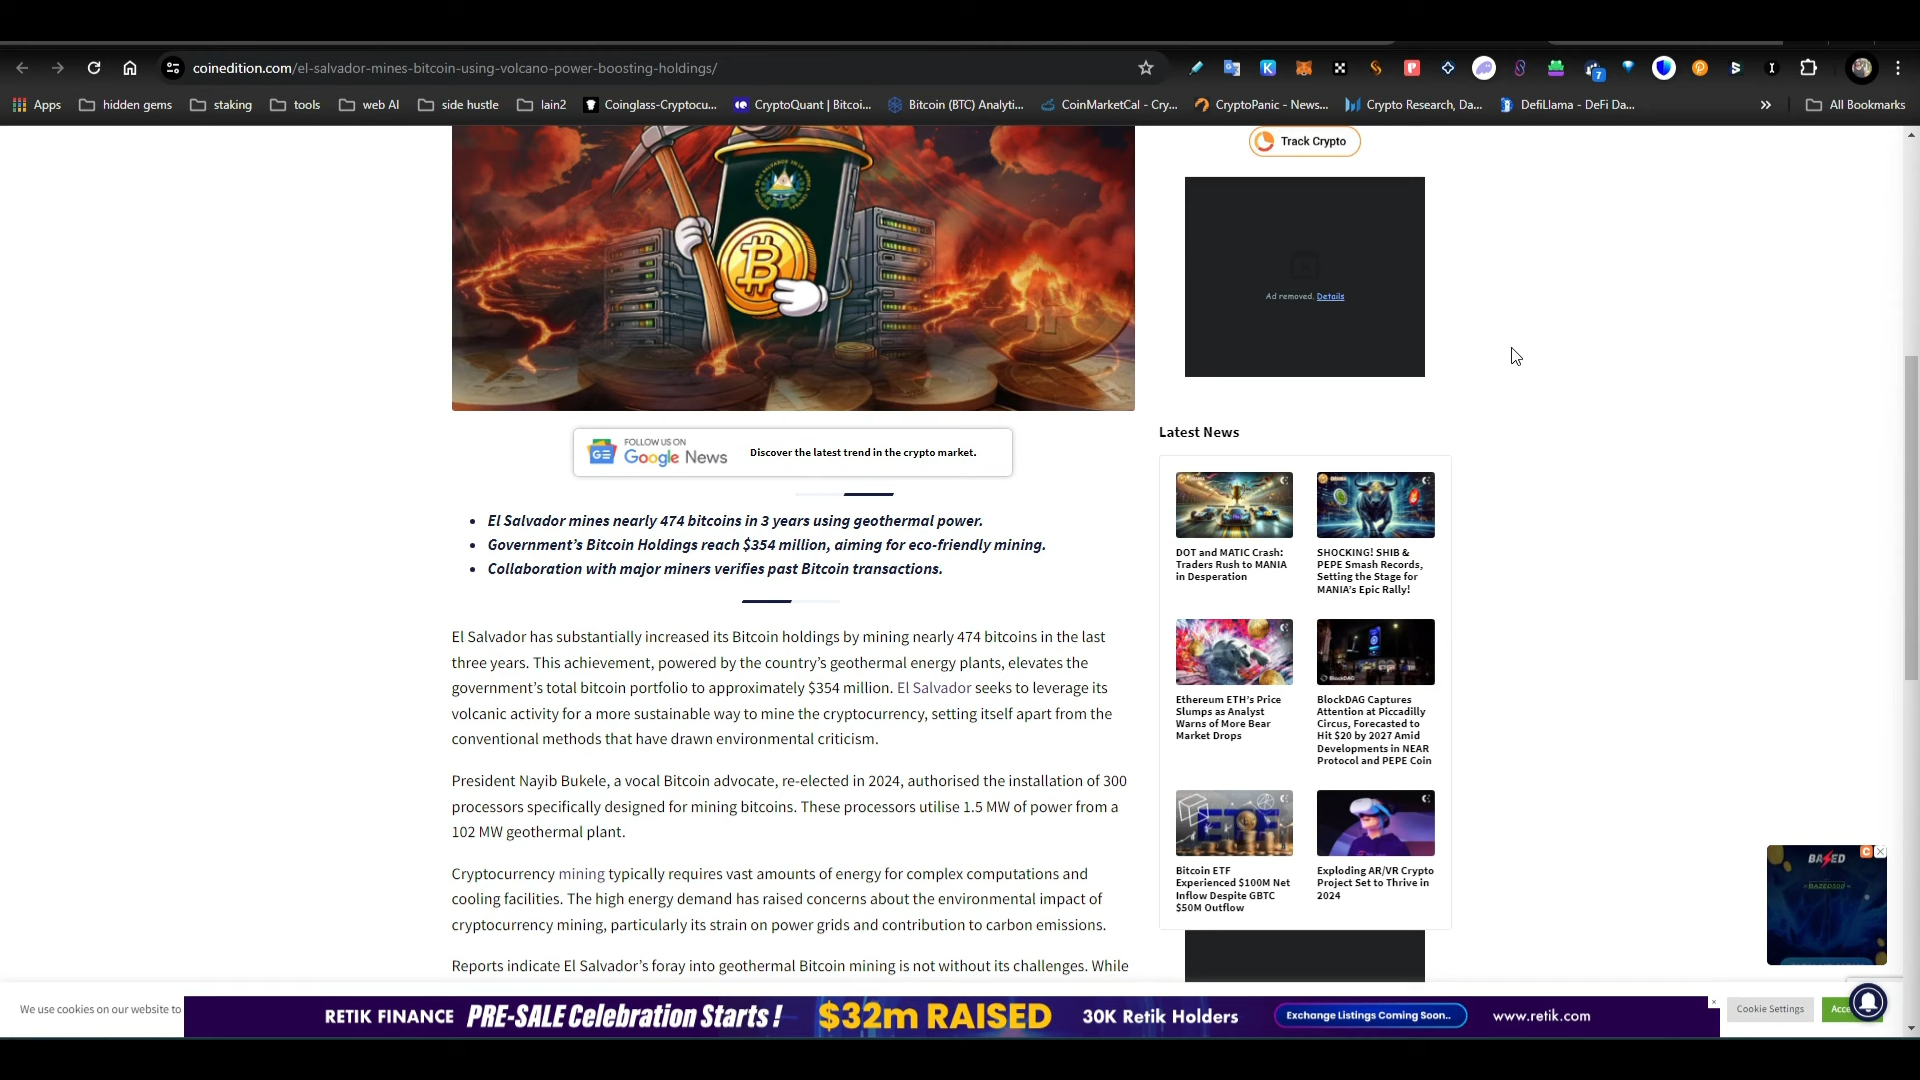 coinedition.com/el-salvador-mines-bitcoin-using-volcano-power-boosting-holdings/
7
Apps
hidden gems
staking
tools
web AI
side hustle
lain2
Coinglass-Cryptocu...
CryptoQuant | Bitcoi...
Bitcoin (BTC) Analyti...
CoinMarketCal - Cry...
CryptoPanic - News...
Crypto Research, Da...
DefiLlama - DeFi Da...
All Bookmarks
Track Crypto
Ad removed. Details
FOLLOW US ON
Google News
Discover the latest trend in the crypto market.
• El Salvador mines nearly 474 bitcoins in 3 years using geothermal power.
• Government’s Bitcoin Holdings reach $354 million, aiming for eco-friendly mining.
• Collaboration with major miners verifies past Bitcoin transactions.
El Salvador has substantially increased its Bitcoin holdings by mining nearly 474 bitcoins in the last
three years. This achievement, powered by the country’s geothermal energy plants, elevates the
government’s total bitcoin portfolio to approximately $354 million. El Salvador seeks to leverage its
volcanic activity for a more sustainable way to mine the cryptocurrency, setting itself apart from the
conventional methods that have drawn environmental criticism.
President Nayib Bukele, a vocal Bitcoin advocate, re-elected in 2024, authorised the installation of 300
processors specifically designed for mining bitcoins. These processors utilise 1.5 MW of power from a
102 MW geothermal plant.
Cryptocurrency mining typically requires vast amounts of energy for complex computations and
cooling facilities. The high energy demand has raised concerns about the environmental impact of
cryptocurrency mining, particularly its strain on power grids and contribution to carbon emissions.
Reports indicate El Salvador’s foray into geothermal Bitcoin mining is not without its challenges. While
Latest News
DOT and MATIC Crash:
Traders Rush to MANIA
in Desperation
SHOCKING! SHIB &
PEPE Smash Records,
Setting the Stage for
MANIA’s Epic Rally!
Ethereum ETH’s Price
Slumps as Analyst
Warns of More Bear
Market Drops
BlockDAG Captures
Attention at Piccadilly
Circus, Forecasted to
Hit $20 by 2027 Amid
Developments in NEAR
Protocol and PEPE Coin
ETF
Bitcoin ETF
Experienced $100M Net
Inflow Despite GBTC
$50M Outflow
Exploding AR/VR Crypto
Project Set to Thrive in
2024
BASED
We use cookies on our website to
RETIK FINANCE PRE-SALE Celebration Starts ! $32m RAISED 30K Retik Holders Exchange Listings Coming Soon.. www.retik.com
Cookie Settings
Acce